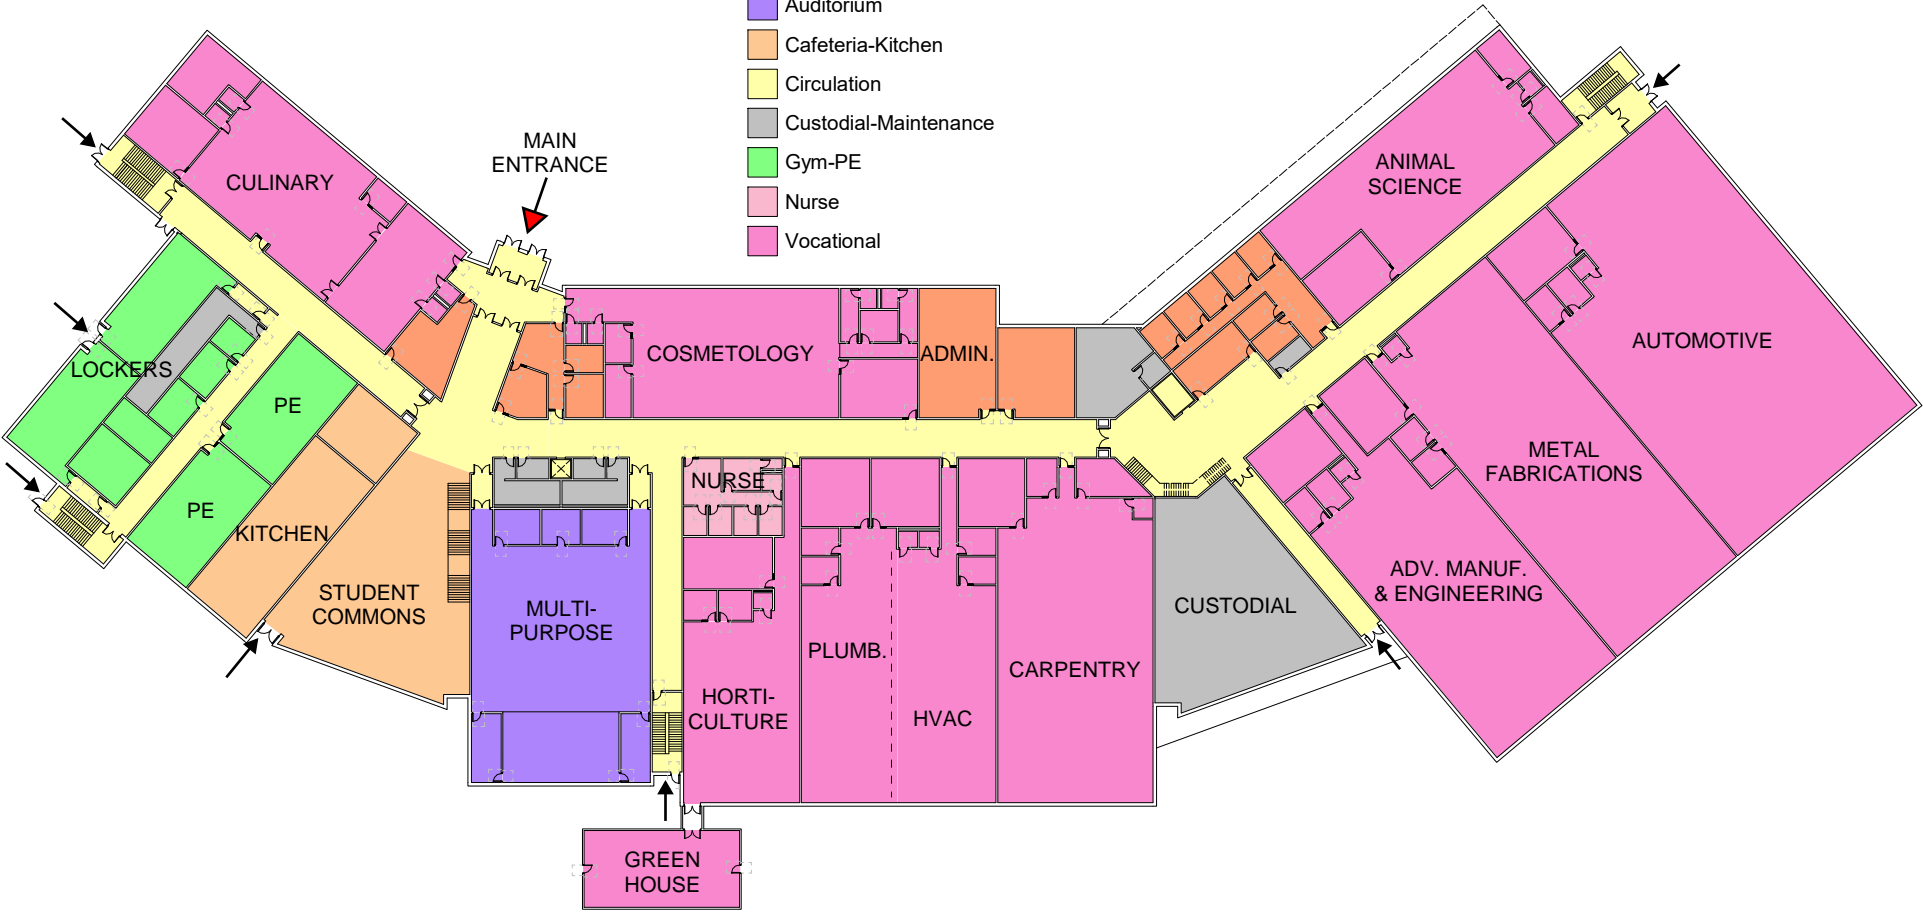 Auditorium
Cafeteria-Kitchen
Circulation
Custodial-Maintenance
Gym-PE
Nurse
Vocational
MAIN
ENTRANCE
CULINARY
ANIMAL
SCIENCE
LOCKERS
PE
PE
KITCHEN
STUDENT
COMMONS
COSMETOLOGY
ADMIN.
AUTOMOTIVE
METAL
FABRICATIONS
ADV. MANUF.
& ENGINEERING
NURSE
MULTI-
PURPOSE
HORTI-
CULTURE
PLUMB.
HVAC
CARPENTRY
CUSTODIAL
GREEN
HOUSE